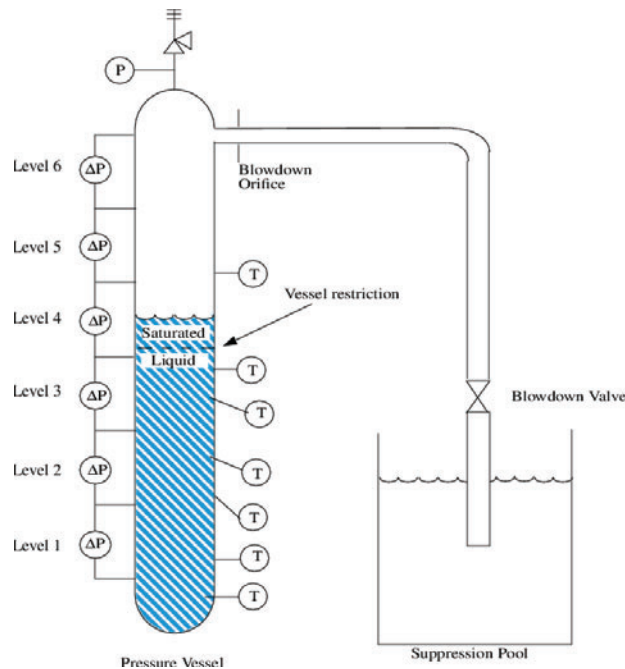 P
Level 6
ΔP
Blowdown
Orifice
Level 5
ΔP
T
Vessel restriction
Level 4
ΔP
Saturated
Liquid
T
Level 3
ΔP
T
Blowdown Valve
Level 2
ΔP
T
T
Level 1
ΔP
T
T
Pressure Vessel
Suppression Pool